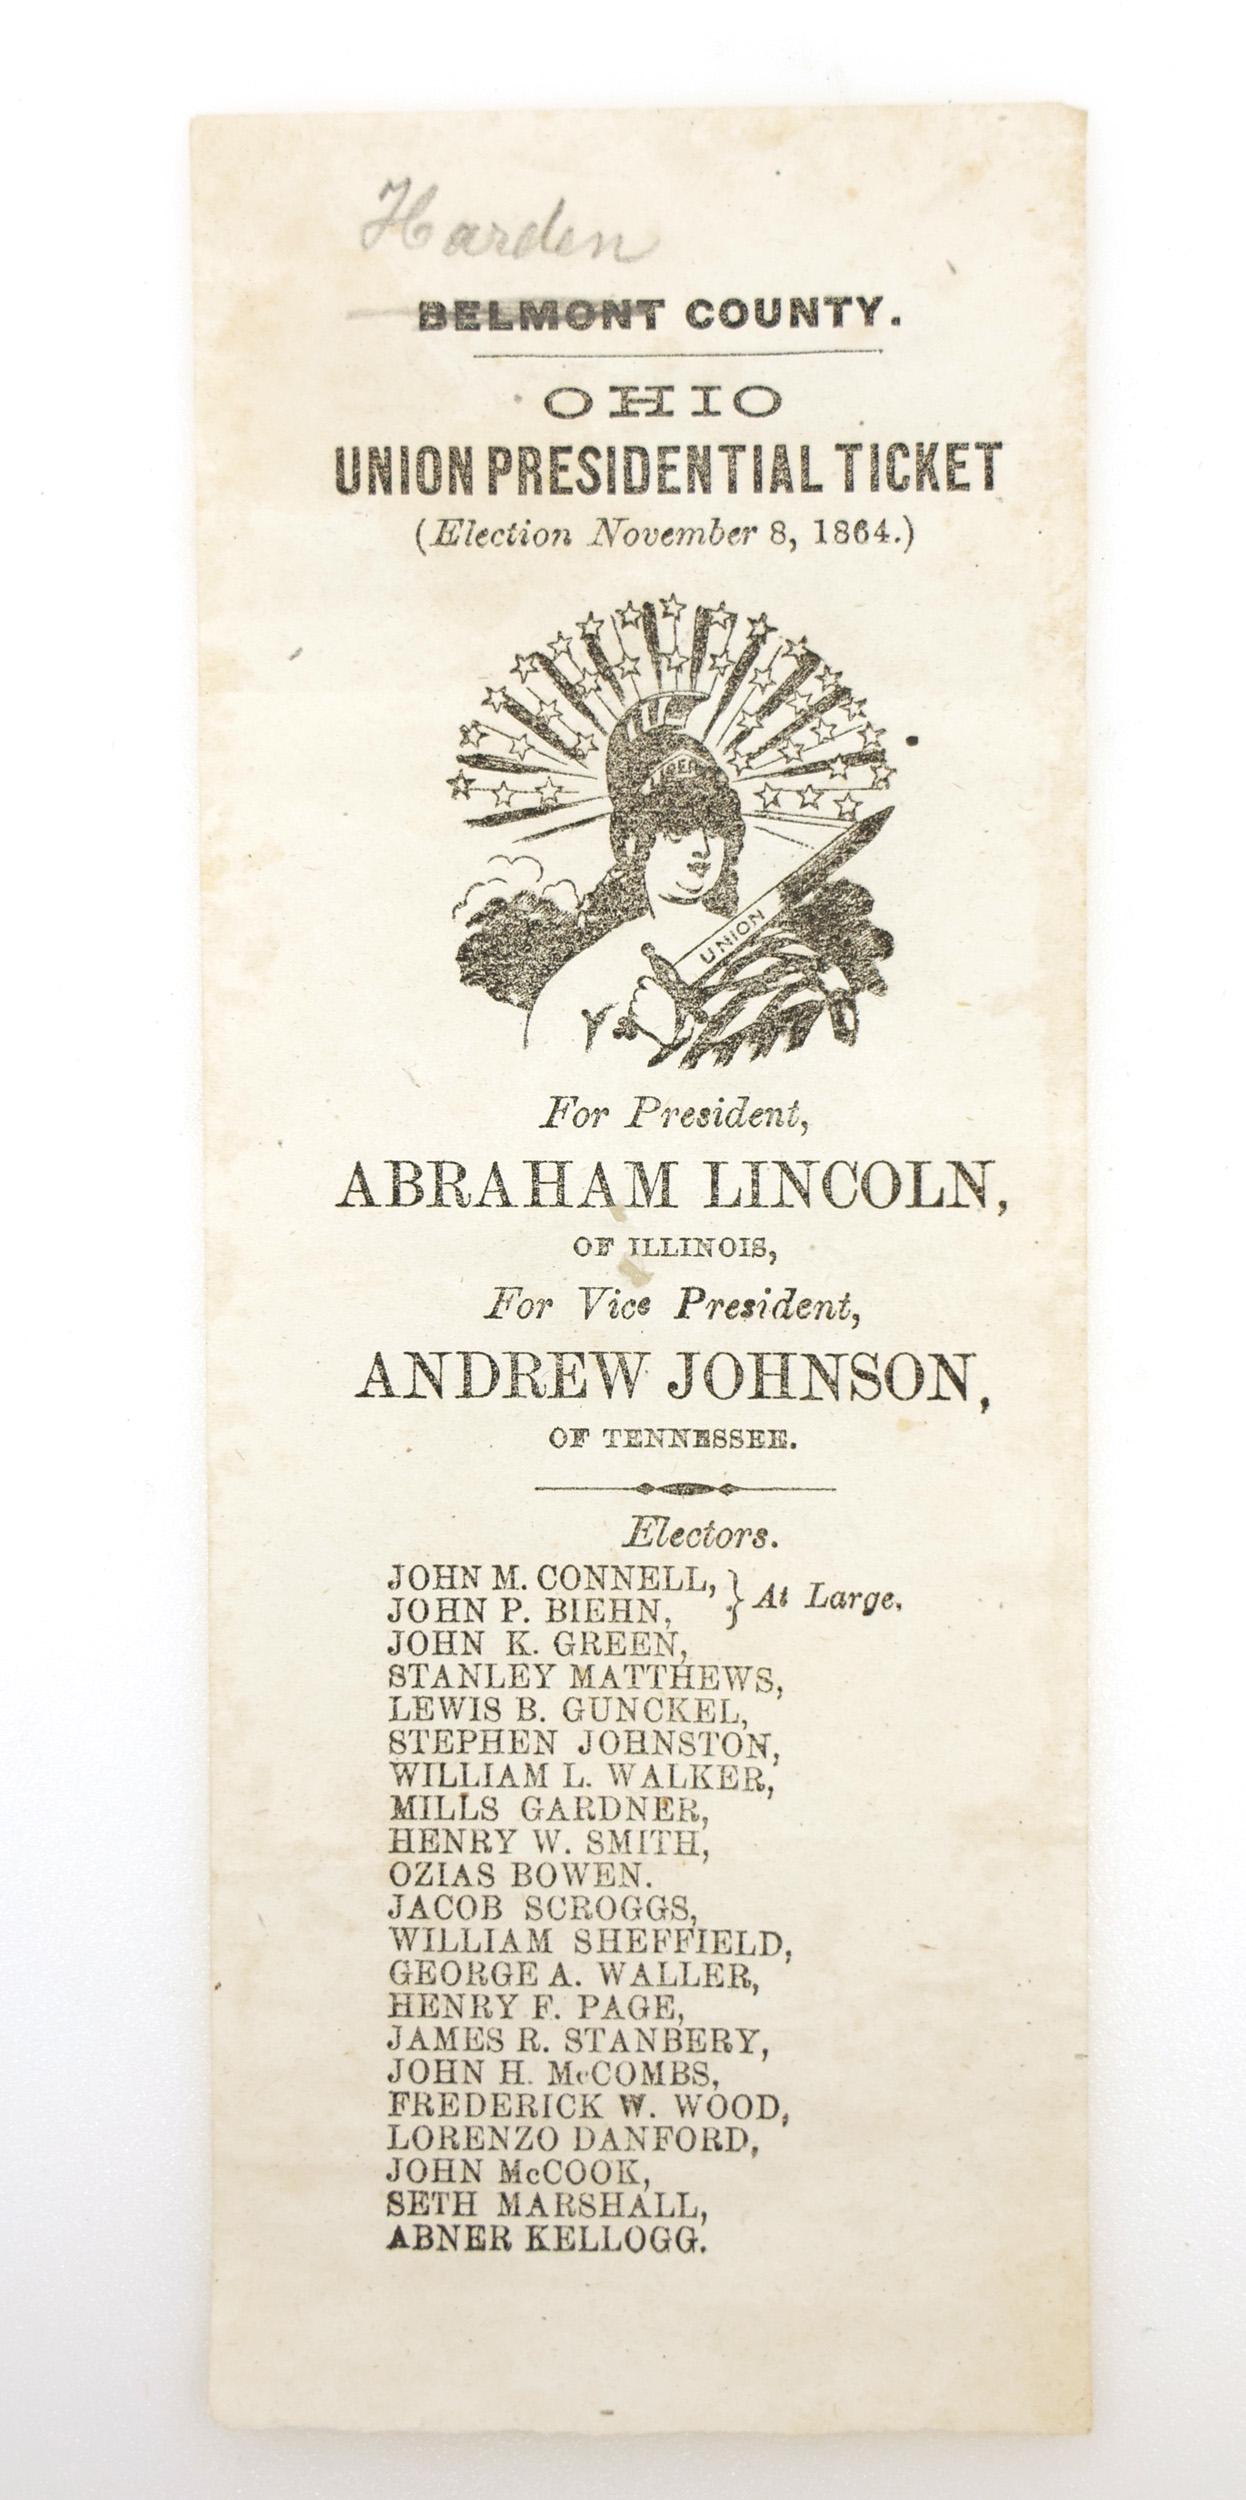 Harden
BELMONT COUNTY.
OHIO
UNION PRESIDENTIAL TICKET
(Election November 8, 1864.)
LIBER
UNION
For President,
ABRAHAM LINCOLN,
OF ILLINOIS,
For Vice President,
ANDREW JOHNSON,
OF TENNESSEE.
Electors.
JOHN M. CONNELL,
JOHN P. BIEHN, } At Large.
JOHN K. GREEN,
STANLEY MATTHEWS,
LEWIS B. GUNCKEL,
STEPHEN JOHNSTON,
WILLIAM L. WALKER,
MILLS GARDNER,
HENRY W. SMITH,
OZIAS BOWEN.
JACOB SCROGGS,
WILLIAM SHEFFIELD,
GEORGE A. WALLER,
HENRY F. PAGE,
JAMES R. STANBERY,
JOHN H. McCOMBS,
FREDERICK W. WOOD,
LORENZO DANFORD,
JOHN McCOOK,
SETH MARSHALL,
ABNER KELLOGG.